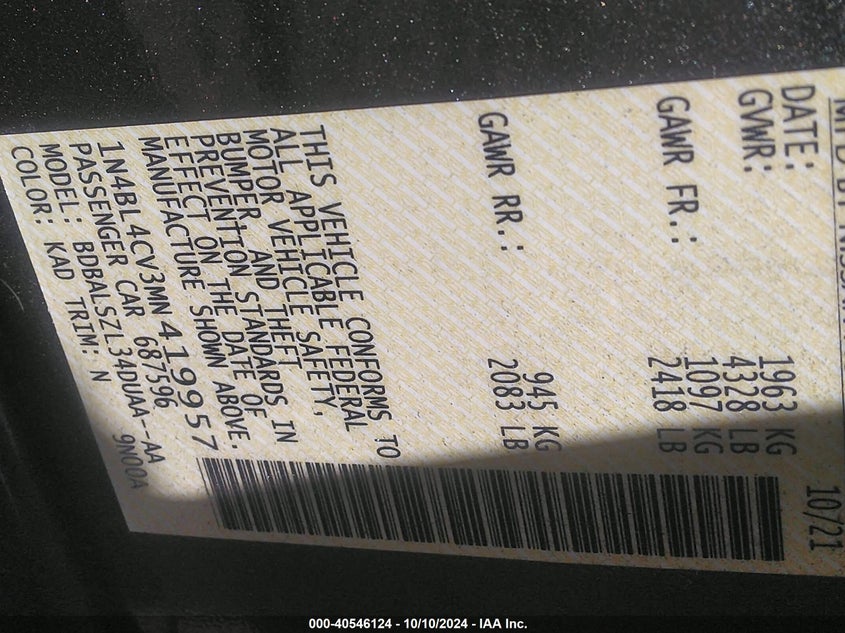 MFD BY NISSAN
DATE: 10/21
GVWR: 1963 KG
4328 LB
GAWR FR.: 1097 KG
2418 LB
GAWR RR.: 945 KG
2083 LB
THIS VEHICLE CONFORMS TO
ALL APPLICABLE FEDERAL
MOTOR VEHICLE SAFETY,
BUMPER, AND THEFT
PREVENTION STANDARDS IN
EFFECT ON THE DATE OF
MANUFACTURE SHOWN ABOVE.
1N4BL4CV3MN419957
PASSENGER CAR 687596
MODEL: BDBALSZL34DUAA--AA
COLOR: KAD TRIM: N 9N00A
000-40546124 - 10/10/2024 - IAA Inc.